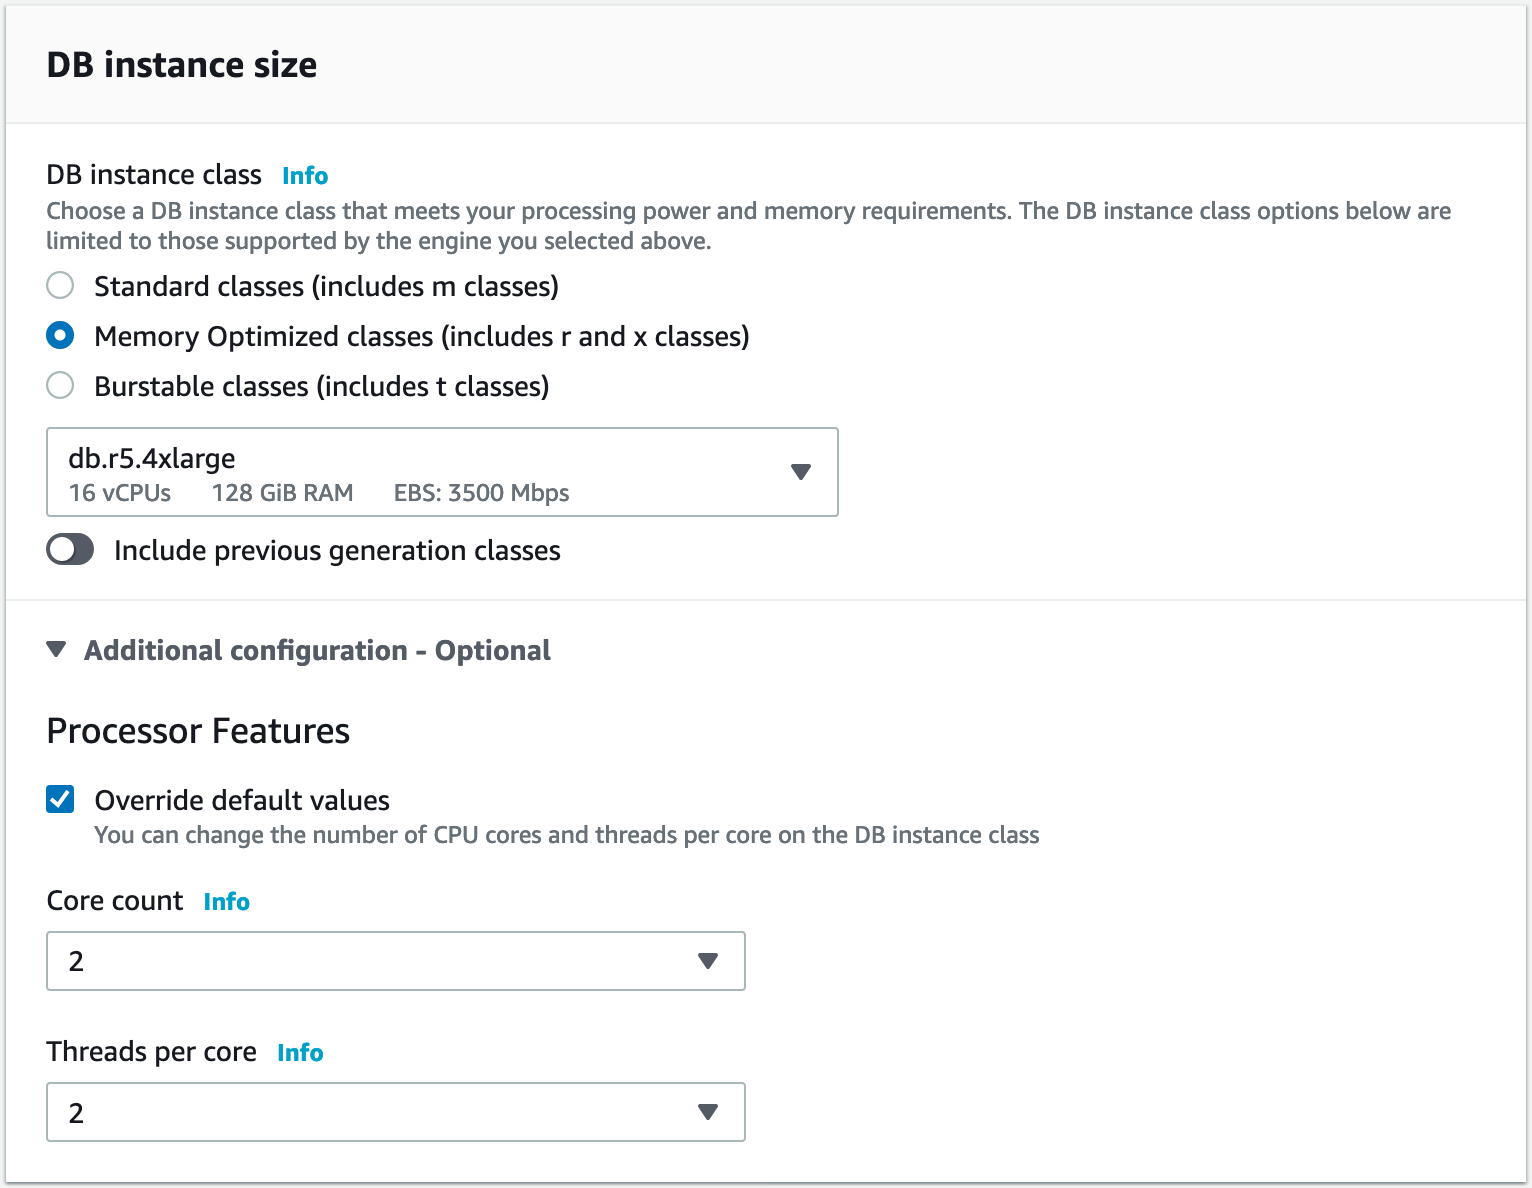 DB instance size
DB instance class Info
Choose a DB instance class that meets your processing power and memory requirements. The DB instance class options below are
limited to those supported by the engine you selected above.
Standard classes (includes m classes)
Memory Optimized classes (includes r and x classes)
Burstable classes (includes t classes)
db.r5.4xlarge
16 vCPUs 128 GiB RAM EBS: 3500 Mbps
Include previous generation classes
Additional configuration - Optional
Processor Features
Override default values
You can change the number of CPU cores and threads per core on the DB instance class
Core count Info
2
Threads per core Info
2